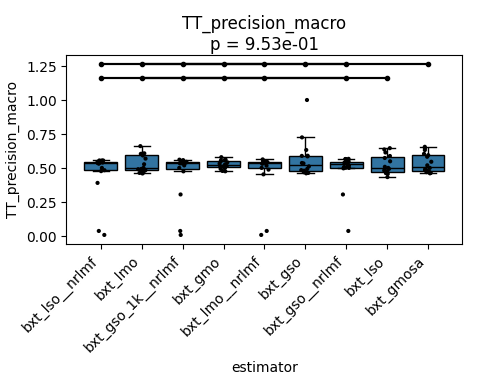 TT_precision_macro
p = 9.53e-01
TT_precision_macro
1.25
1.00
0.75
0.50
0.25
0.00
bxt_lso__nrlmf
bxt_lmo
bxt_gso_1k__nrlmf
bxt_gmo
bxt_lmo__nrlmf
bxt_gso
bxt_gso__nrlmf
bxt_lso
bxt_gmosa
estimator